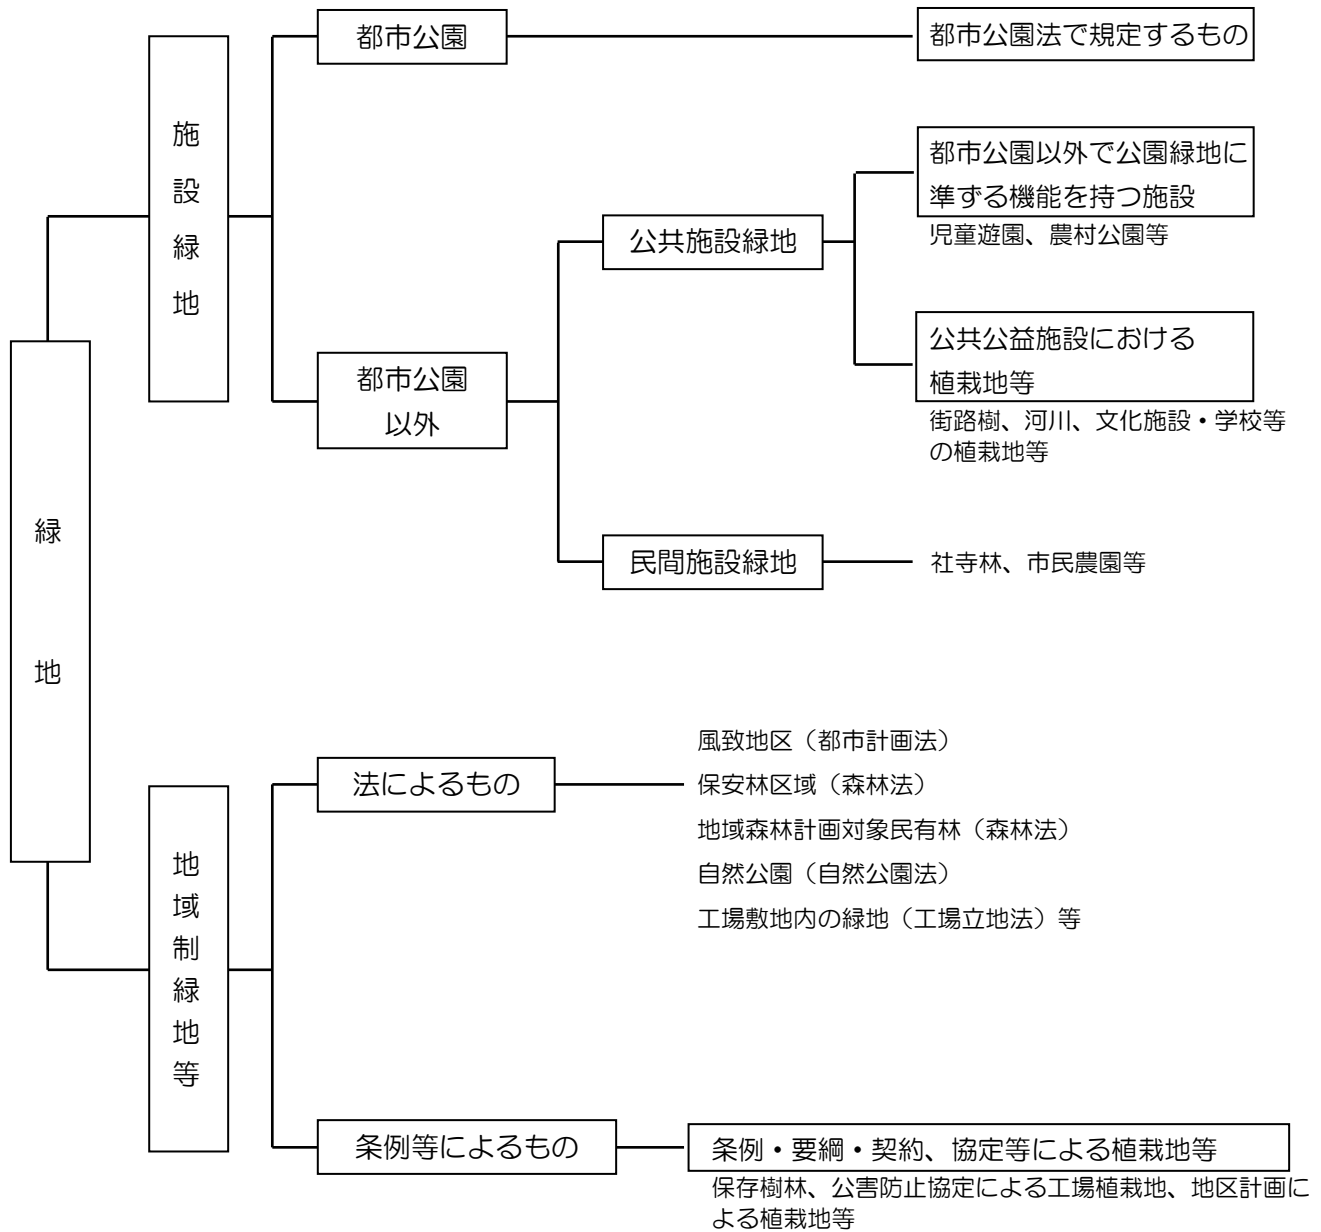 緑地
施設緑地
都市公園
都市公園法で規定するもの
都市公園
以外
公共施設緑地
都市公園以外で公園緑地に
準ずる機能を持つ施設
児童遊園、農村公園等
公共公益施設における
植栽地等
街路樹、河川、文化施設・学校等
の植栽地等
民間施設緑地
社寺林、市民農園等
地域制緑地等
法によるもの
風致地区（都市計画法）
保安林区域（森林法）
地域森林計画対象民有林（森林法）
自然公園（自然公園法）
工場敷地内の緑地（工場立地法）等
条例等によるもの
条例・要綱・契約、協定等による植栽地等
保存樹林、公害防止協定による工場植栽地、地区計画に
よる植栽地等